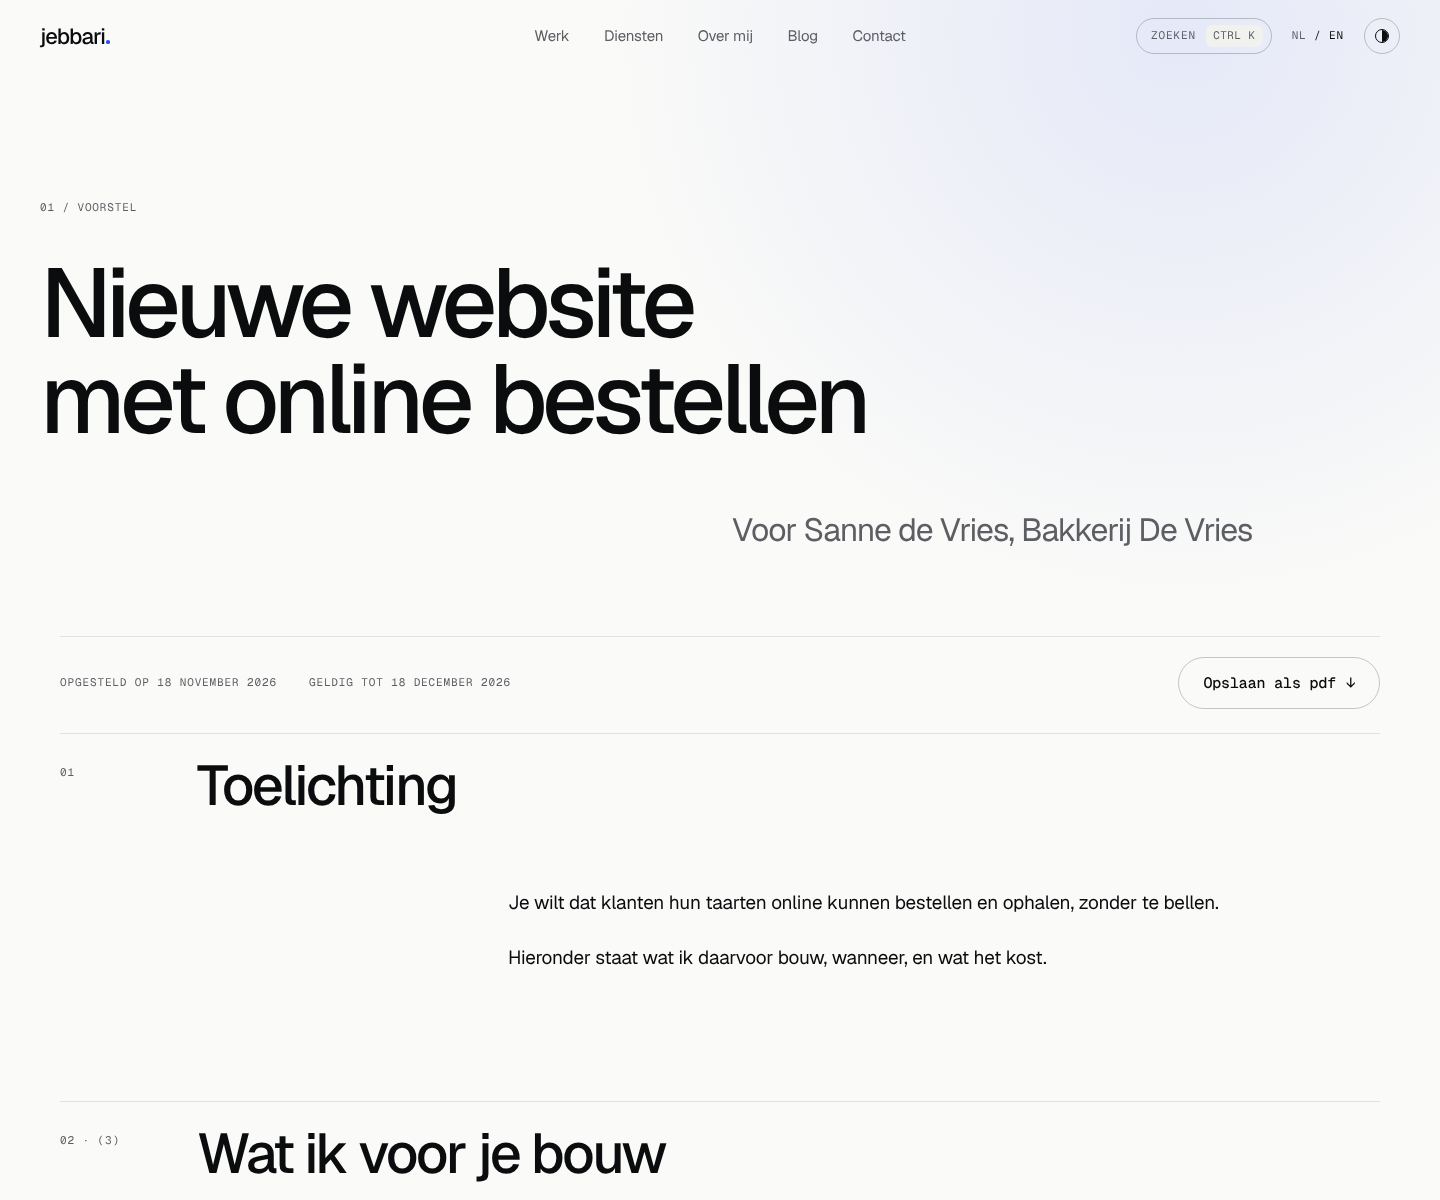 jebbari.
Werk Diensten Over mij Blog Contact
ZOEKEN CTRL K NL / EN
01 / VOORSTEL
Nieuwe website
met online bestellen
Voor Sanne de Vries, Bakkerij De Vries
OPGESTELD OP 18 NOVEMBER 2026 GELDIG TOT 18 DECEMBER 2026
Opslaan als pdf ↓
01
Toelichting
Je wilt dat klanten hun taarten online kunnen bestellen en ophalen, zonder te bellen.
Hieronder staat wat ik daarvoor bouw, wanneer, en wat het kost.
02 · (3)
Wat ik voor je bouw